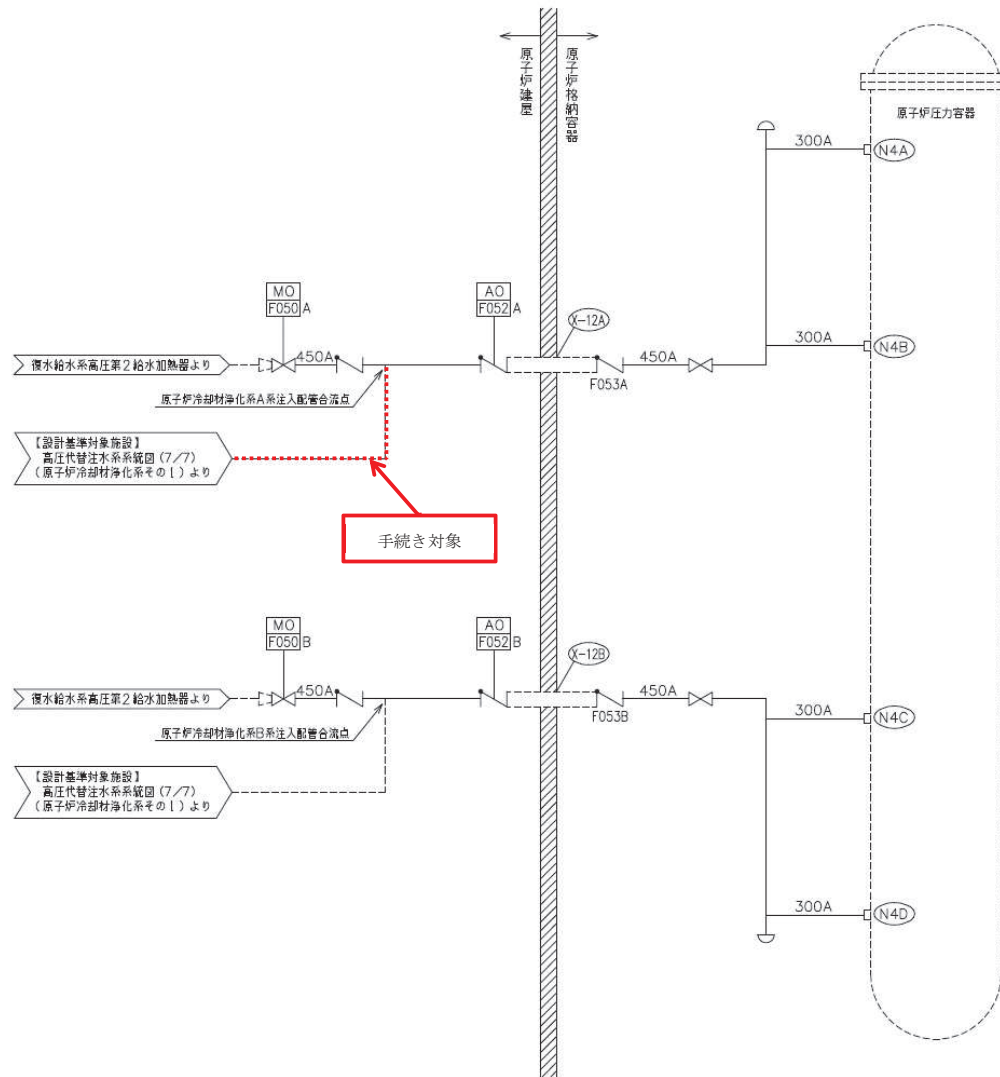 原子炉建屋
原子炉格納容器
原子炉圧力容器
300A
N4A
MO
F050 A
AO
F052 A
X-12A
300A
N4B
復水給水系高圧第2給水加熱器より
450A
450A
F053A
原子炉冷却材浄化系A系注入配管合流点
【設計基準対象施設】
高圧代替注水系系統図(7/7)
(原子炉冷却材浄化系その1)より
手続き対象
MO
F050 B
AO
F052 B
X-12B
復水給水系高圧第2給水加熱器より
450A
450A
F053B
300A
N4C
原子炉冷却材浄化系B系注入配管合流点
【設計基準対象施設】
高圧代替注水系系統図(7/7)
(原子炉冷却材浄化系その1)より
300A
N4D